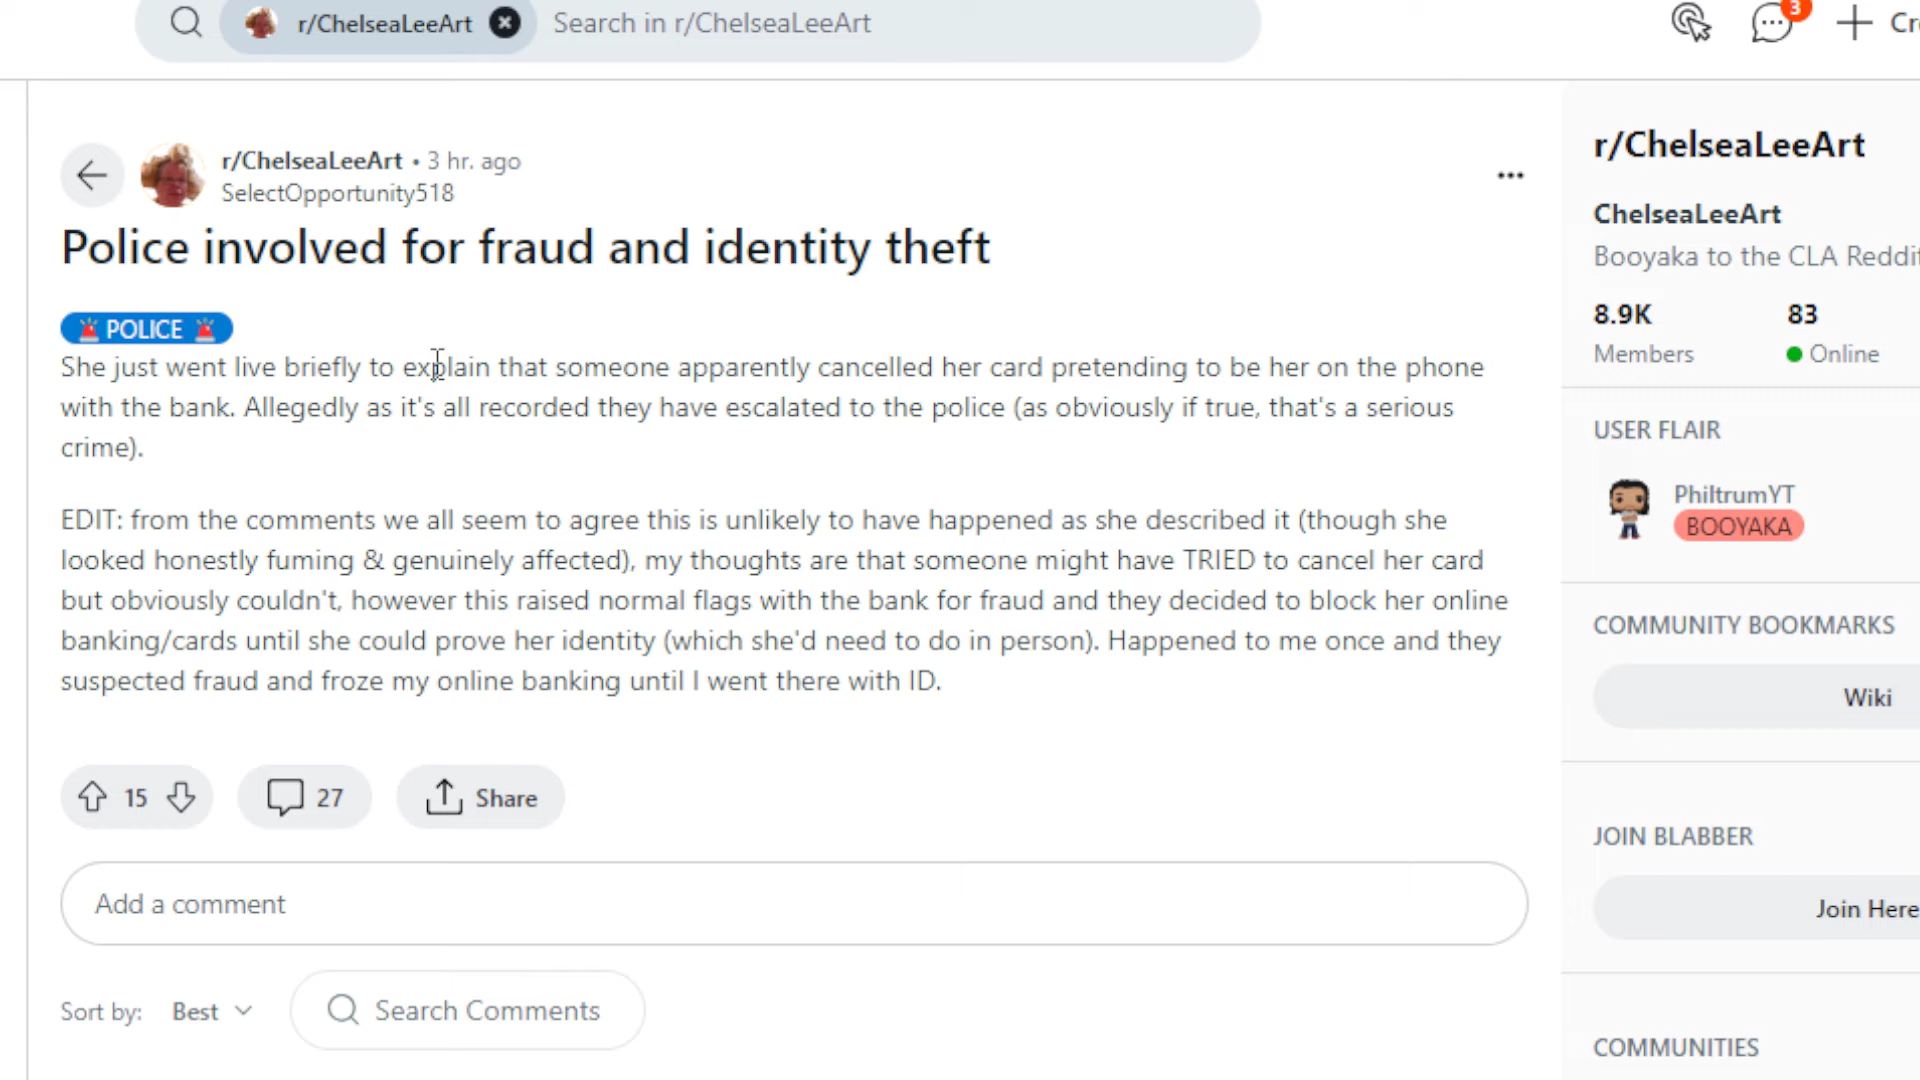 r/ChelseaLeeArt
Search in r/ChelseaLeeArt
3
r/ChelseaLeeArt • 3 hr. ago
SelectOpportunity518
Police involved for fraud and identity theft
🚨 POLICE 🚨
She just went live briefly to explain that someone apparently cancelled her card pretending to be her on the phone
with the bank. Allegedly as it's all recorded they have escalated to the police (as obviously if true, that's a serious
crime).
EDIT: from the comments we all seem to agree this is unlikely to have happened as she described it (though she
looked honestly fuming & genuinely affected), my thoughts are that someone might have TRIED to cancel her card
but obviously couldn't, however this raised normal flags with the bank for fraud and they decided to block her online
banking/cards until she could prove her identity (which she'd need to do in person). Happened to me once and they
suspected fraud and froze my online banking until I went there with ID.
15
27
Share
Add a comment
Sort by: Best
Search Comments
r/ChelseaLeeArt
ChelseaLeeArt
Booyaka to the CLA Reddit
8.9K
83
Members
Online
USER FLAIR
PhiltrumYT
BOOYAKA
COMMUNITY BOOKMARKS
Wiki
JOIN BLABBER
Join Here
COMMUNITIES